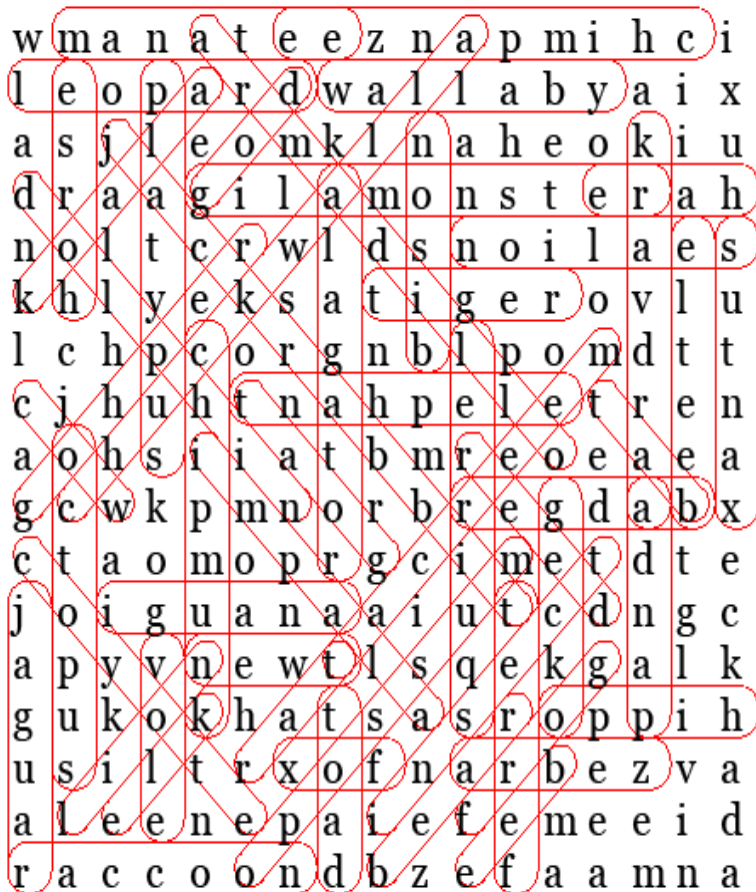 w m a n a t e e z n a p m i h c i
l e o p a r d w a l l a b y a i x
a s j l e o m k l n a h e o k i u
d r a a g i l a m o n s t e r a h
n o l t c r w l d s n o i l a e s
k h l y e k s a t i g e r o v l u
l c h p c o r g n b l p o m d t t
c j h u h t n a h p e l e t r e n
a o h s i i a t b m r e o e a e a
g c w k p m n o r b r e g d a b x
c t a o m o p r g c i m e t d t e
j o i g u a n a a i u t c d n g c
a p y v n e w t l s q e k g a l k
g u k o k h a t s a s r o p p i h
u s i l t r x o f n a r b e z v a
a l e e n e p a i e f e m e e i d
r a c c o o n d b z e f a a m n a